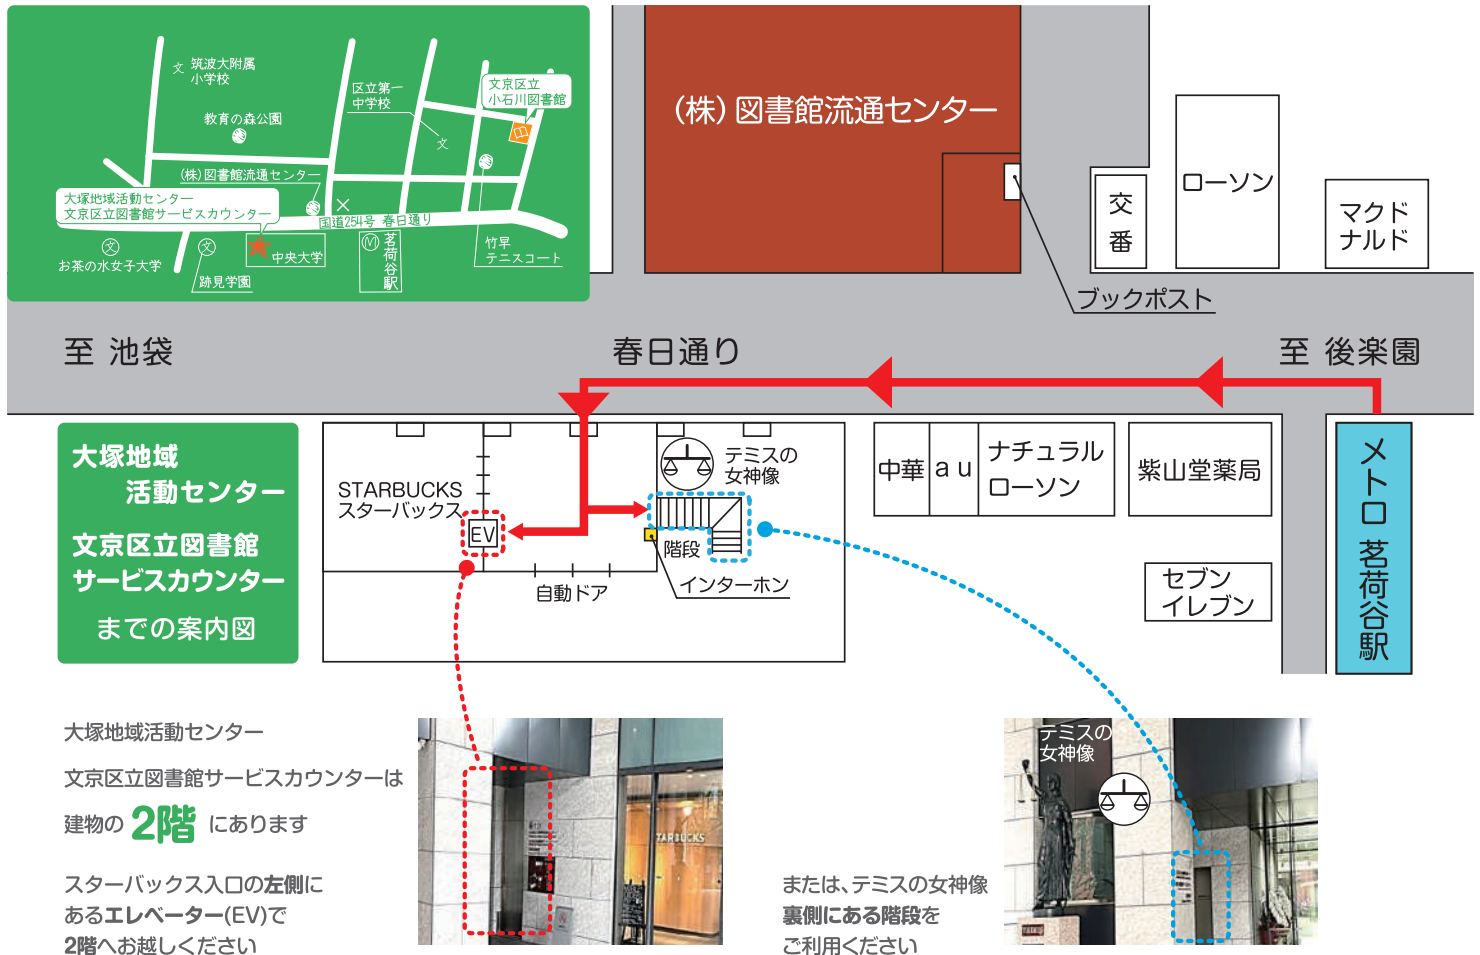 筑波大附属
小学校
教育の森公園
区立第一
中学校
文京区立
小石川図書館
(株)図書館流通センター
大塚地域活動センター
文京区立図書館サービスカウンター
国道254号 春日通り
お茶の水女子大学
跡見学園
中央大学
茗荷谷駅
竹早
テニスコート
(株)図書館流通センター
ブックポスト
交番
ローソン
マクド
ナルド
至 池袋
春日通り
至 後楽園
大塚地域
活動センター
文京区立図書館
サービスカウンター
までの案内図
STARBUCKS
スターバックス
EV
テミスの
女神像
階段
インターホン
自動ドア
中華
au
ナチュラル
ローソン
紫山堂薬局
セブン
イレブン
メトロ 茗荷谷駅
大塚地域活動センター
文京区立図書館サービスカウンターは
建物の 2階 にあります
スターバックス入口の左側に
あるエレベーター(EV)で
2階へお越しください
STARBUCKS
テミスの
女神像
または、テミスの女神像
裏側にある階段を
ご利用ください